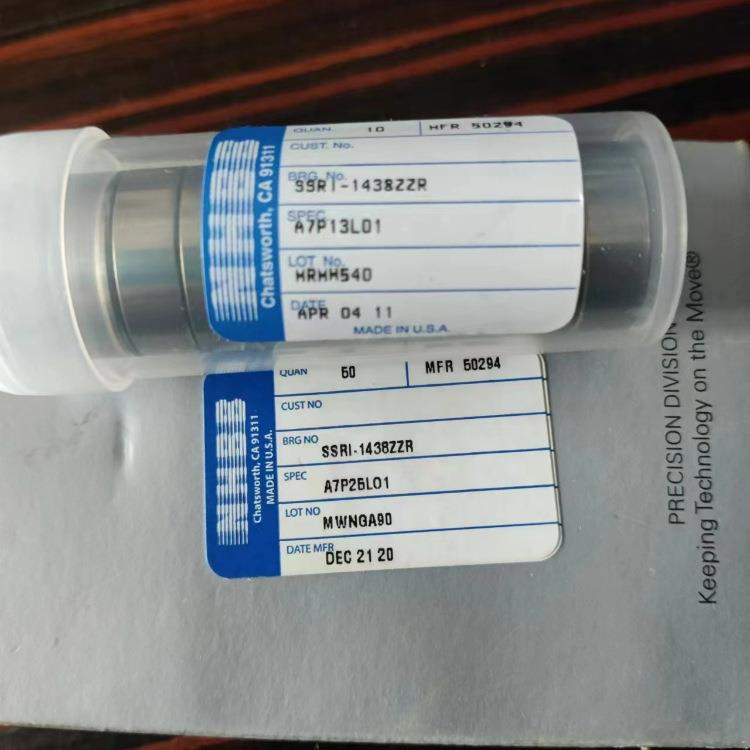 NHBB
Chatsworth, CA 91311
QUAN. 10 MFR 50294
CUST. No.
BRG. No. SSRI-1438ZZR
SPEC A7P13L01
LOT No. MRMM540
DATE APR 04 11
MADE IN U.S.A.
NHBB
Chatsworth, CA 91311
MADE IN U.S.A.
QUAN 50 MFR 50294
CUST NO
BRG NO SSRI-1438ZZR
SPEC A7P25L01
LOT NO MWNGA90
DATE MFR DEC 21 20
PRECISION DIVISION
Keeping Technology on the Move®